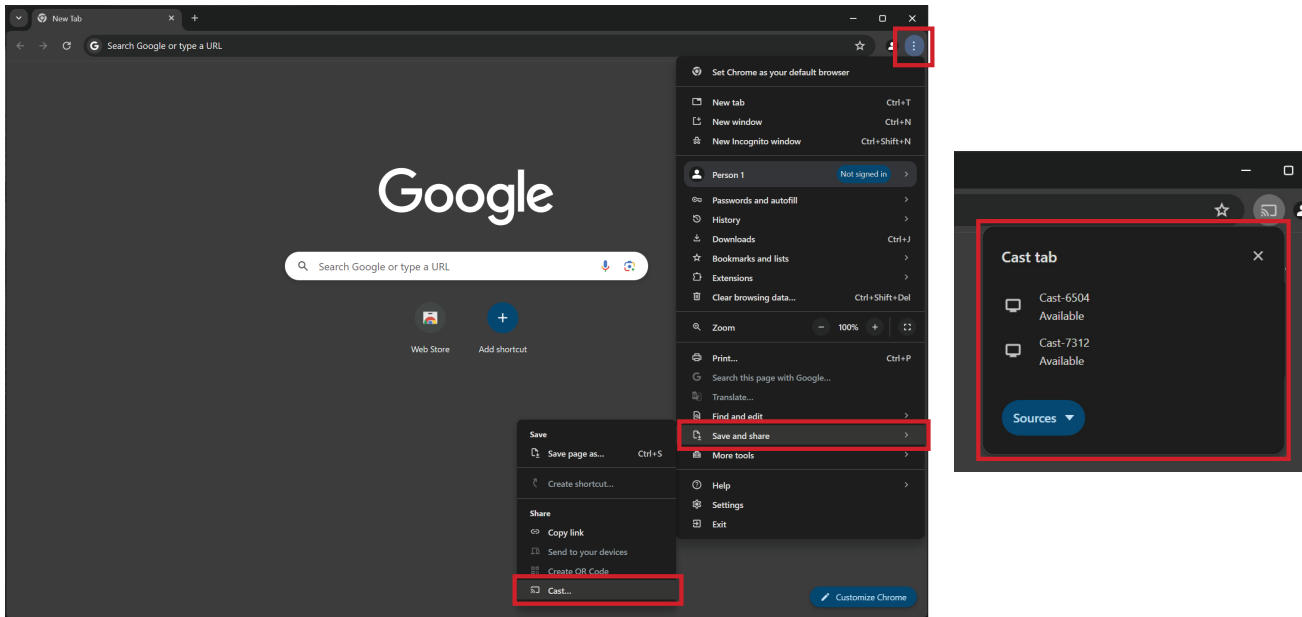 New Tab
Search Google or type a URL
Set Chrome as your default browser
New tab Ctrl+T
New window Ctrl+N
New Incognito window Ctrl+Shift+N
Person 1 Not signed in
Passwords and autofill
History
Downloads Ctrl+J
Bookmarks and lists
Extensions
Clear browsing data... Ctrl+Shift+Del
Zoom − 100% +
Print... Ctrl+P
Search this page with Google...
Translate...
Find and edit
Save and share
More tools
Help
Settings
Exit
Google
Search Google or type a URL
Web Store Add shortcut
Save
Save page as... Ctrl+S
Create shortcut...
Share
Copy link
Send to your devices
Create QR Code
Cast...
Customize Chrome
Cast tab
Cast-6504
Available
Cast-7312
Available
Sources